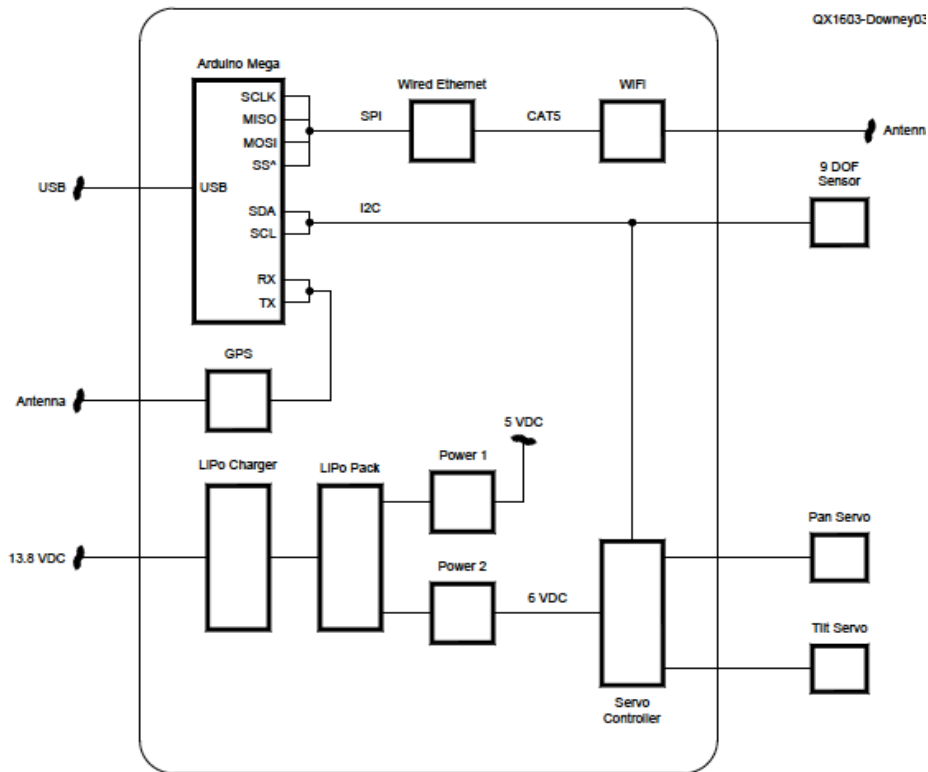 QX1603-Downey03
Arduino Mega
Wired Ethernet
WIFI
SCLK
MISO
MOSI
SS^
SPI
CAT5
Antenna
USB
USB
9 DOF
Sensor
SDA
SCL
I2C
RX
TX
GPS
Antenna
5 VDC
LiPo Charger
LiPo Pack
Power 1
Pan Servo
13.8 VDC
Power 2
6 VDC
Tilt Servo
Servo
Controller